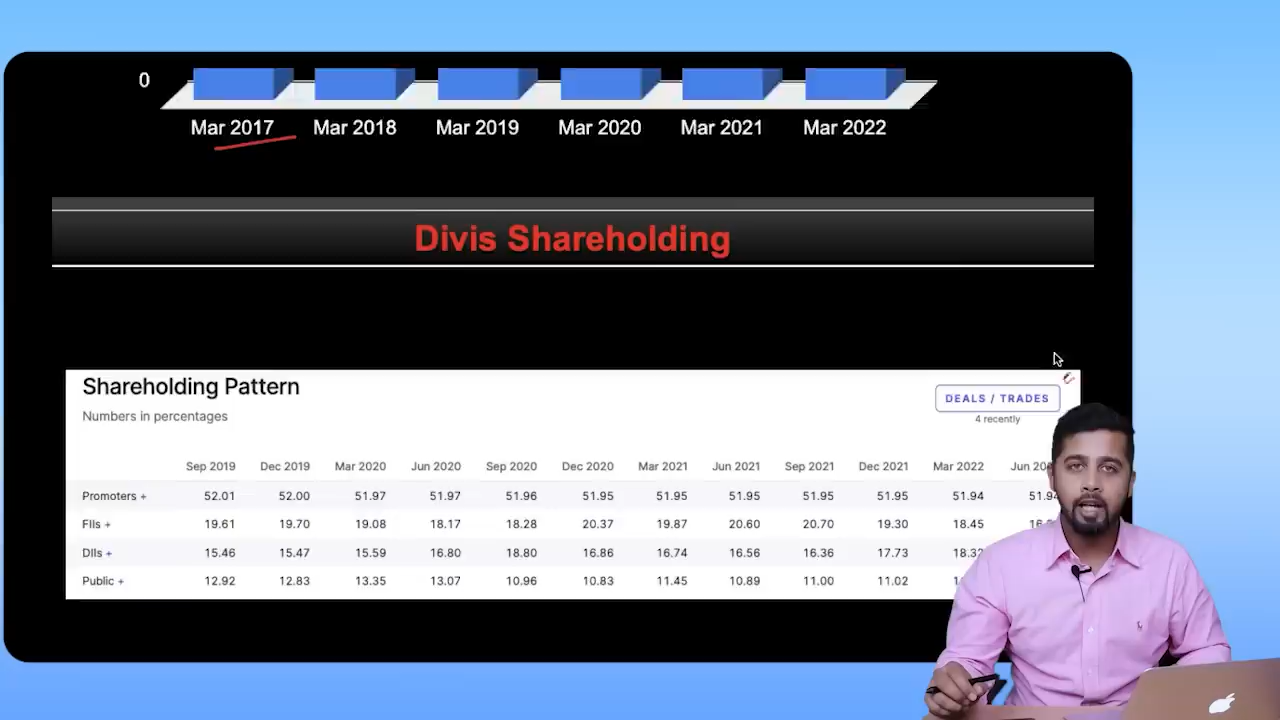 0
Mar 2017 Mar 2018 Mar 2019 Mar 2020 Mar 2021 Mar 2022
Divis Shareholding
Shareholding Pattern
Numbers in percentages
DEALS / TRADES
4 recently
Sep 2019 Dec 2019 Mar 2020 Jun 2020 Sep 2020 Dec 2020 Mar 2021 Jun 2021 Sep 2021 Dec 2021 Mar 2022 Jun
Promoters + 52.01 52.00 51.97 51.97 51.96 51.95 51.95 51.95 51.95 51.95 51.94 51.94
FIIs + 19.61 19.70 19.08 18.17 18.28 20.37 19.87 20.60 20.70 19.30 18.45
DIIs + 15.46 15.47 15.59 16.80 18.80 16.86 16.74 16.56 16.36 17.73 18.32
Public + 12.92 12.83 13.35 13.07 10.96 10.83 11.45 10.89 11.00 11.02